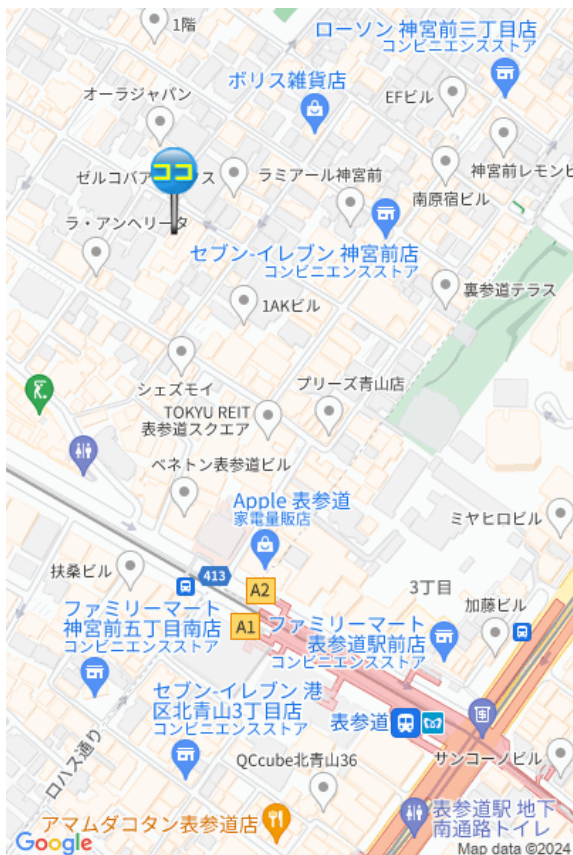 1階
ローソン 神宮前三丁目店
コンビニエンスストア
ボリス雑貨店
オーラジャパン
EFビル
ココ
ゼルコバア
ス
ラミアール神宮前
神宮前レモンビ
南原宿ビル
ラ・アンヘリータ
セブン-イレブン 神宮前店
コンビニエンスストア
裏参道テラス
1AKビル
シェズモイ
プリーズ青山店
TOKYU REIT
表参道スクエア
ベネトン表参道ビル
Apple 表参道
家電量販店
ミヤヒロビル
扶桑ビル
413
A2
3丁目
ファミリーマート
神宮前五丁目南店
コンビニエンスストア
A1
ファミリーマート
表参道駅前店
コンビニエンスストア
加藤ビル
セブン-イレブン 港
区北青山3丁目店
コンビニエンスストア
表参道
サンコーノビル
ロハス通り
QCcube北青山36
アマムダコタン表参道店
表参道駅 地下
南通路トイレ
Google
Map data ©2024